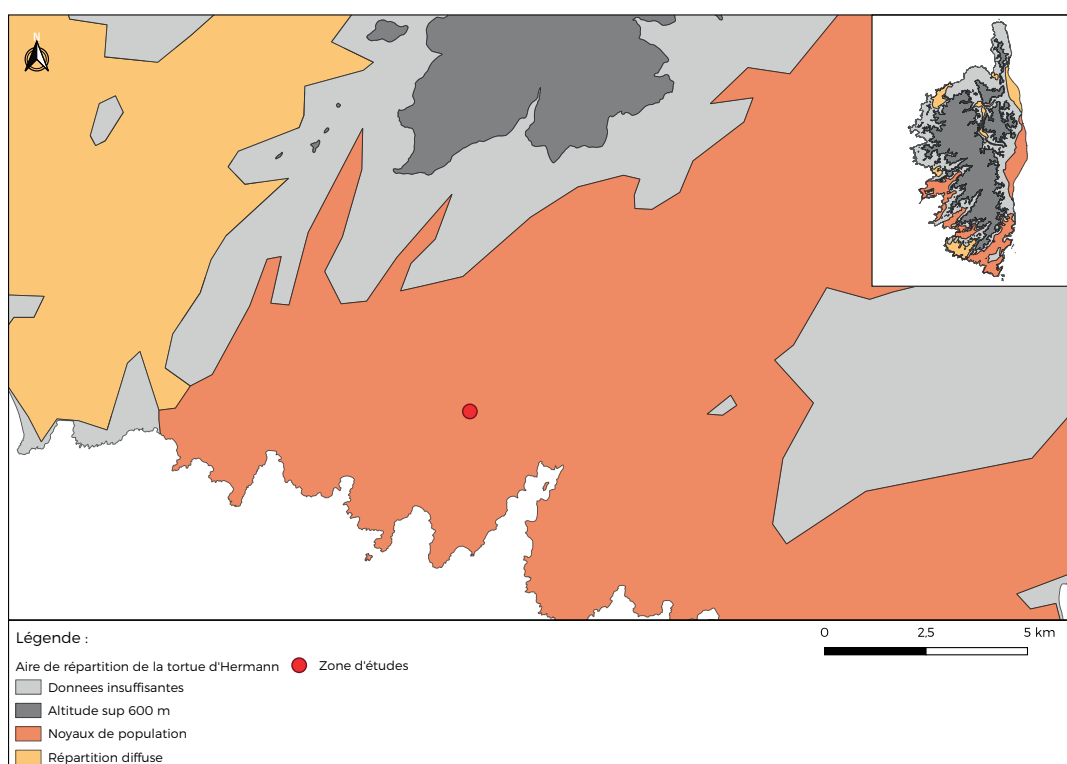 N
0 2,5 5 km
Légende :
Aire de répartition de la tortue d'Hermann Zone d'études
Donnees insuffisantes
Altitude sup 600 m
Noyaux de population
Répartition diffuse